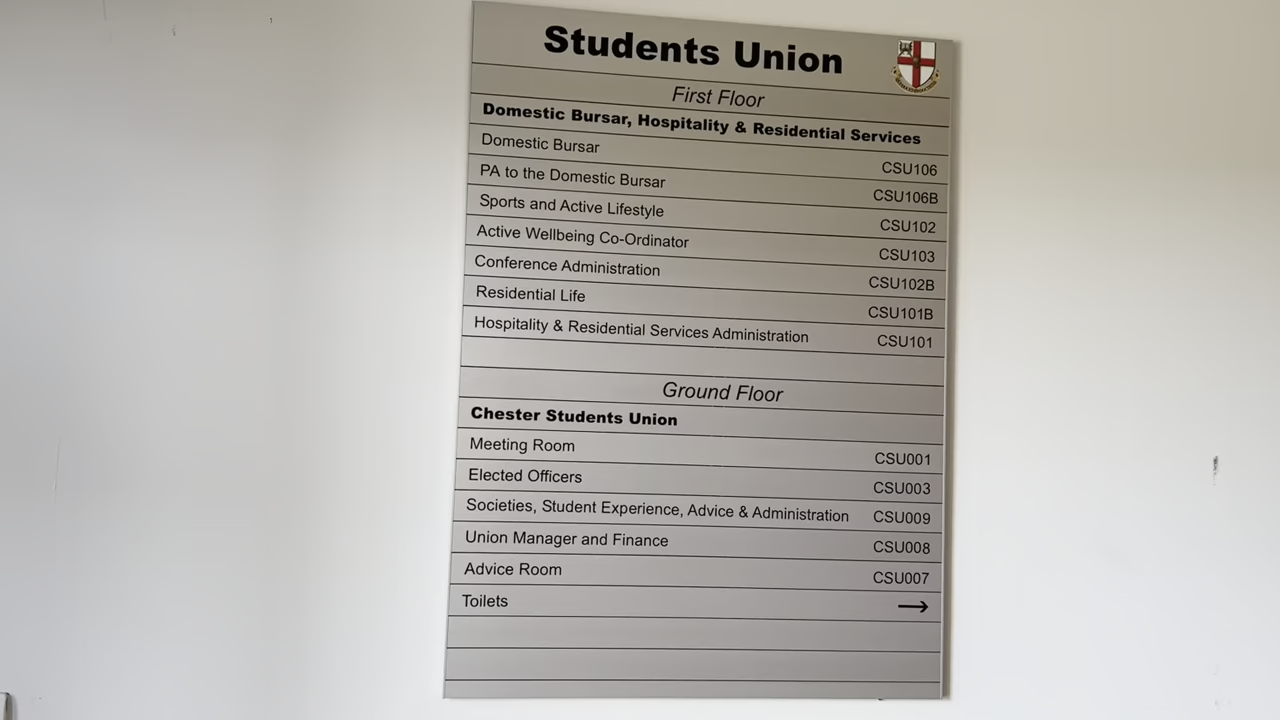 Students Union
First Floor
Domestic Bursar, Hospitality & Residential Services
Domestic Bursar CSU106
PA to the Domestic Bursar CSU106B
Sports and Active Lifestyle CSU102
Active Wellbeing Co-Ordinator CSU103
Conference Administration CSU102B
Residential Life CSU101B
Hospitality & Residential Services Administration CSU101
Ground Floor
Chester Students Union
Meeting Room CSU001
Elected Officers CSU003
Societies, Student Experience, Advice & Administration CSU009
Union Manager and Finance CSU008
Advice Room CSU007
Toilets →